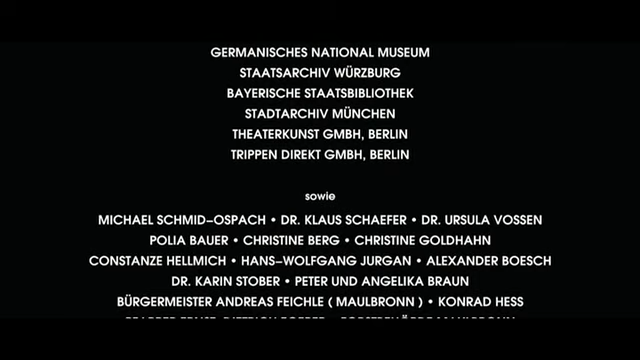 GERMANISCHES NATIONAL MUSEUM
STAATSARCHIV WÜRZBURG
BAYERISCHE STAATSBIBLIOTHEK
STADTARCHIV MÜNCHEN
THEATERKUNST GMBH, BERLIN
TRIPPEN DIREKT GMBH, BERLIN
sowie
MICHAEL SCHMID-OSPACH • DR. KLAUS SCHAEFER • DR. URSULA VOSSEN
POLIA BAUER • CHRISTINE BERG • CHRISTINE GOLDHAHN
CONSTANZE HELLMICH • HANS-WOLFGANG JURGAN • ALEXANDER BOESCH
DR. KARIN STOBER • PETER UND ANGELIKA BRAUN
BÜRGERMEISTER ANDREAS FEICHLE ( MAULBRONN ) • KONRAD HESS